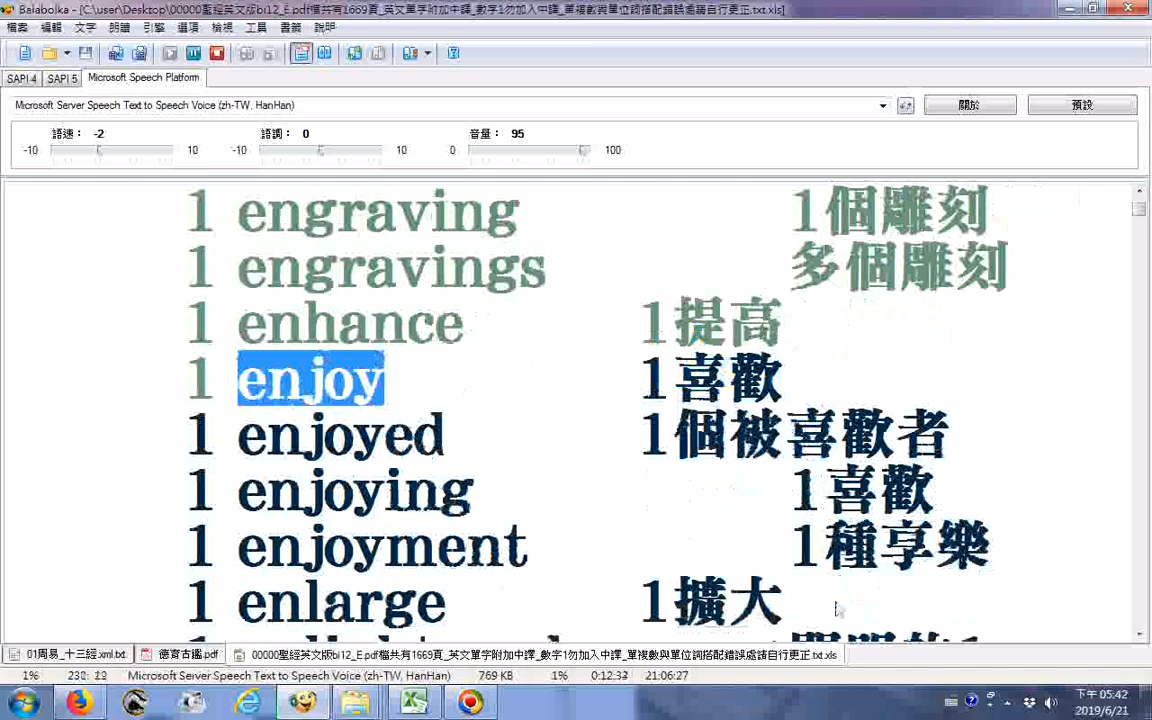 Balabolka - [C:\user\Desktop\00000聖經英文版bi12_E.pdf檔共有1669頁_英文單字附加中譯_數字1勿加入中譯_單複數與單位詞搭配錯誤處請自行更正.txt.xls]
檔案 編輯 文字 朗讀 引擎 選項 檢視 工具 書籤 說明
SAPI 4 SAPI 5 Microsoft Speech Platform
Microsoft Server Speech Text to Speech Voice (zh-TW, HanHan) 關於 預設
語速： -2 語調： 0 音量： 95
-10 10 -10 10 0 100
1 engraving 1個雕刻
1 engravings 多個雕刻
1 enhance 1提高
1 enjoy 1喜歡
1 enjoyed 1個被喜歡者
1 enjoying 1喜歡
1 enjoyment 1種享樂
1 enlarge 1擴大
01周易_十三經.xml.txt 德育古鑑.pdf 00000聖經英文版bi12_E.pdf檔共有1669頁_英文單字附加中譯_數字1勿加入中譯_單複數與單位詞搭配錯誤處請自行更正.txt.xls
1% 232: 12 Microsoft Server Speech Text to Speech Voice (zh-TW, HanHan) 769 KB 1% 0:12:33 21:06:27
下午 05:42
2019/6/21